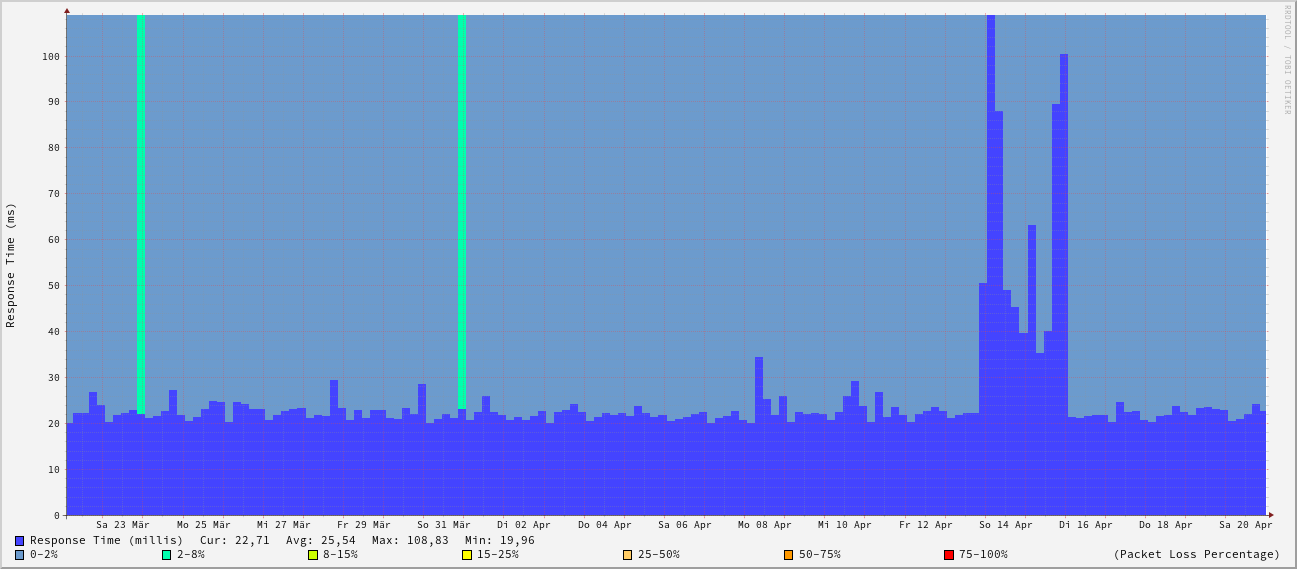 RRDTOOL / TOBI OETIKER
Response Time (ms)
100
90
80
70
60
50
40
30
20
10
0
Sa 23 Mär Mo 25 Mär Mi 27 Mär Fr 29 Mär So 31 Mär Di 02 Apr Do 04 Apr Sa 06 Apr Mo 08 Apr Mi 10 Apr Fr 12 Apr So 14 Apr Di 16 Apr Do 18 Apr Sa 20 Apr
Response Time (millis) Cur: 22,71 Avg: 25,54 Max: 108,83 Min: 19,96
0-2% 2-8% 8-15% 15-25% 25-50% 50-75% 75-100% (Packet Loss Percentage)